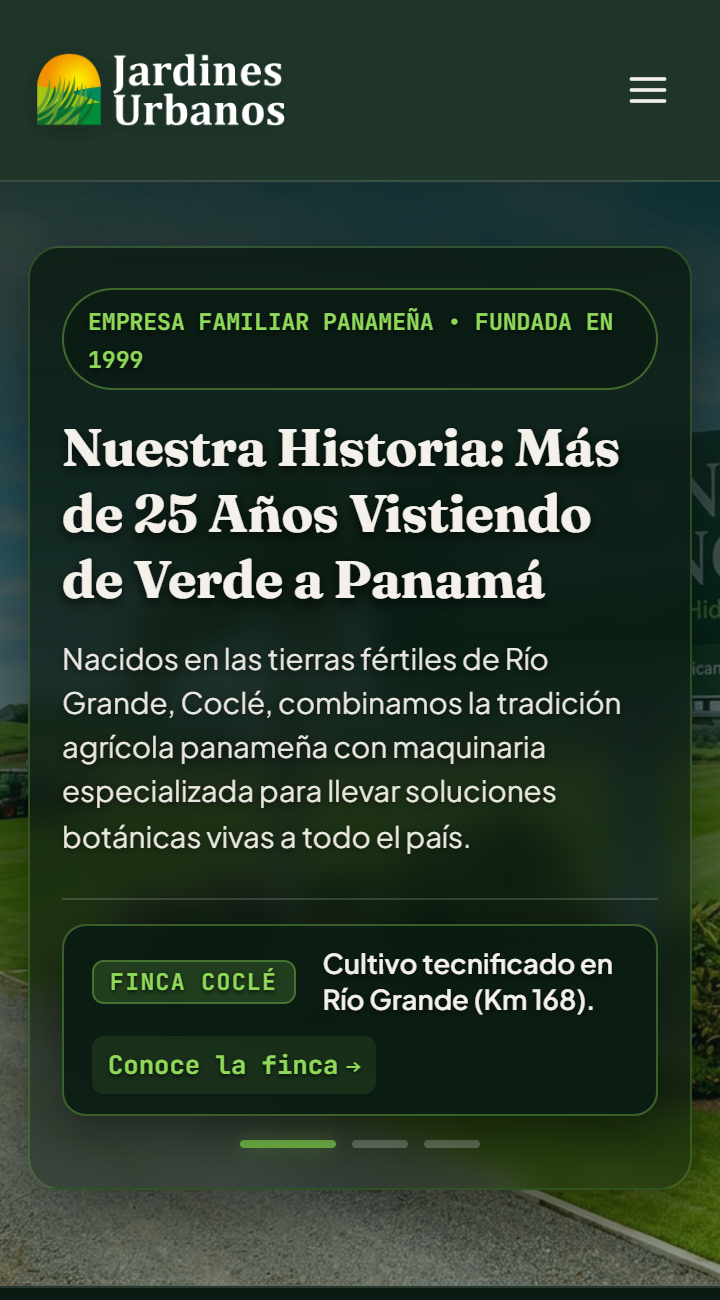 Jardines
Urbanos
EMPRESA FAMILIAR PANAMEÑA • FUNDADA EN
1999
Nuestra Historia: Más
de 25 Años Vistiendo
de Verde a Panamá
Nacidos en las tierras fértiles de Río
Grande, Coclé, combinamos la tradición
agrícola panameña con maquinaria
especializada para llevar soluciones
botánicas vivas a todo el país.
FINCA COCLÉ
Cultivo tecnificado en
Río Grande (Km 168).
Conoce la finca →